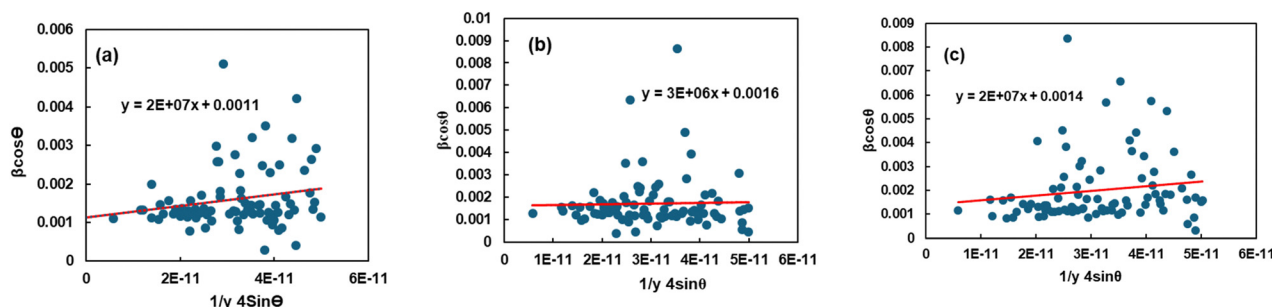 (a)
y = 2E+07x + 0.0011
βcosΘ
0.006
0.005
0.004
0.003
0.002
0.001
0
0
2E-11
4E-11
6E-11
1/y 4SinΘ
(b)
y = 3E+06x + 0.0016
βcosθ
0.01
0.009
0.008
0.007
0.006
0.005
0.004
0.003
0.002
0.001
0
0
1E-11
2E-11
3E-11
4E-11
5E-11
6E-11
1/y 4sinθ
(c)
y = 2E+07x + 0.0014
βcosθ
0.009
0.008
0.007
0.006
0.005
0.004
0.003
0.002
0.001
0
0
1E-11
2E-11
3E-11
4E-11
5E-11
6E-11
1/y 4sinθ